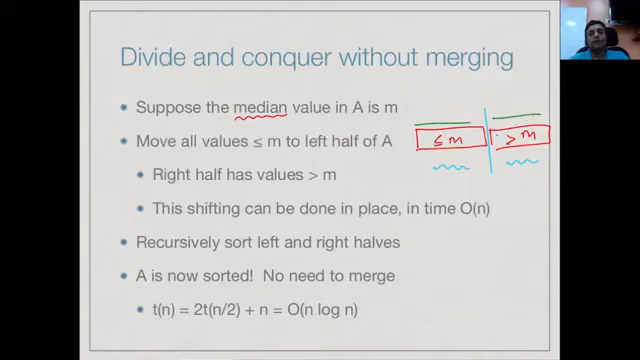 Divide and conquer without merging
Suppose the median value in A is m
Move all values ≤ m to left half of A
≤ m > m
Right half has values > m
This shifting can be done in place, in time O(n)
Recursively sort left and right halves
A is now sorted! No need to merge
t(n) = 2t(n/2) + n = O(n log n)